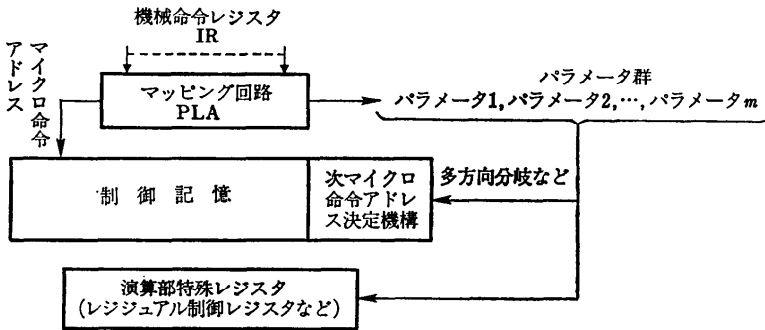 機械命令レジスタ
IR
マイクロ命令
アドレス
マッピング回路
PLA
パラメータ群
パラメータ1, パラメータ2, …, パラメータm
制御記憶
次マイクロ
命令アドレ
ス決定機構
多方向分岐など
演算部特殊レジスタ
(レジジュアル制御レジスタなど)